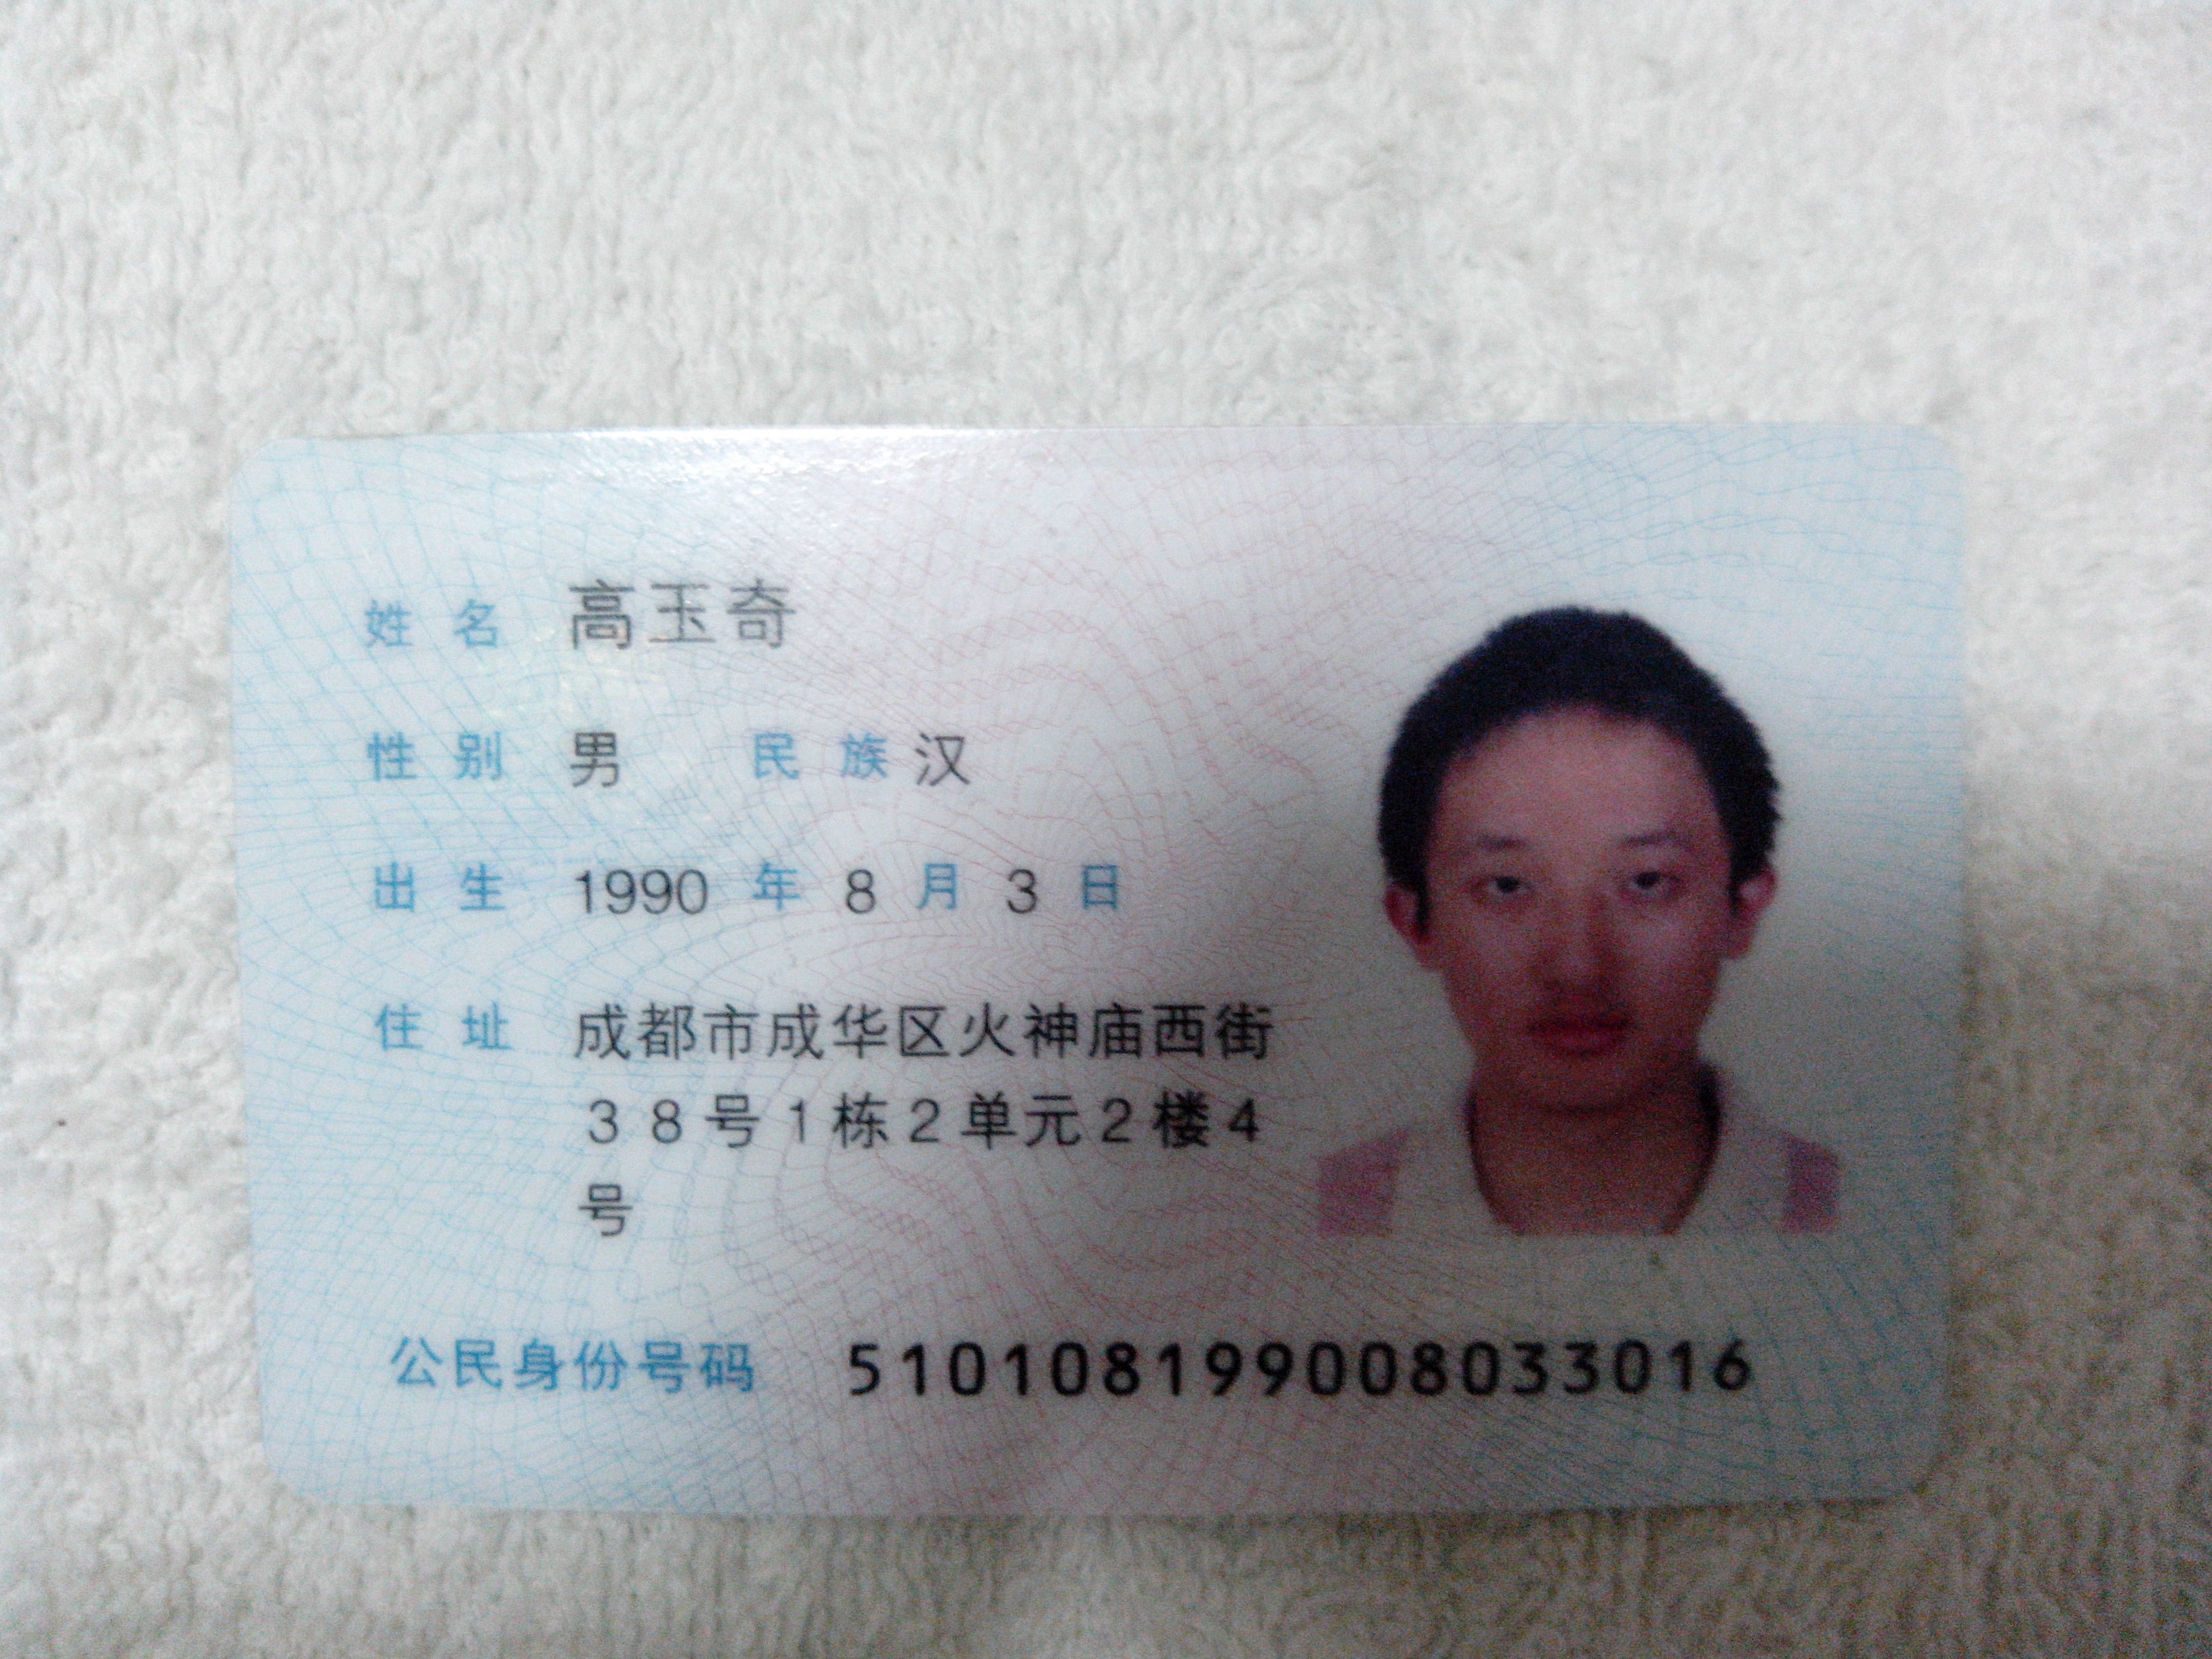 姓名 高玉奇
性别 男 民族 汉
出生 1990 年 8 月 3 日
住址 成都市成华区火神庙西街
38号1栋2单元2楼4
号
公民身份号码 510108199008033016